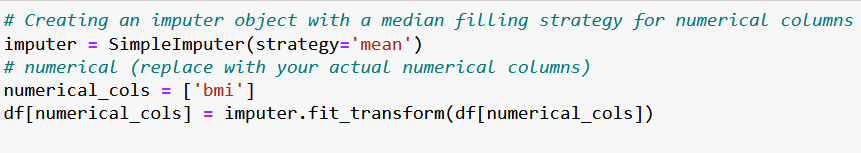 # Creating an imputer object with a median filling strategy for numerical columns
imputer = SimpleImputer(strategy='mean')
# numerical (replace with your actual numerical columns)
numerical_cols = ['bmi']
df[numerical_cols] = imputer.fit_transform(df[numerical_cols])